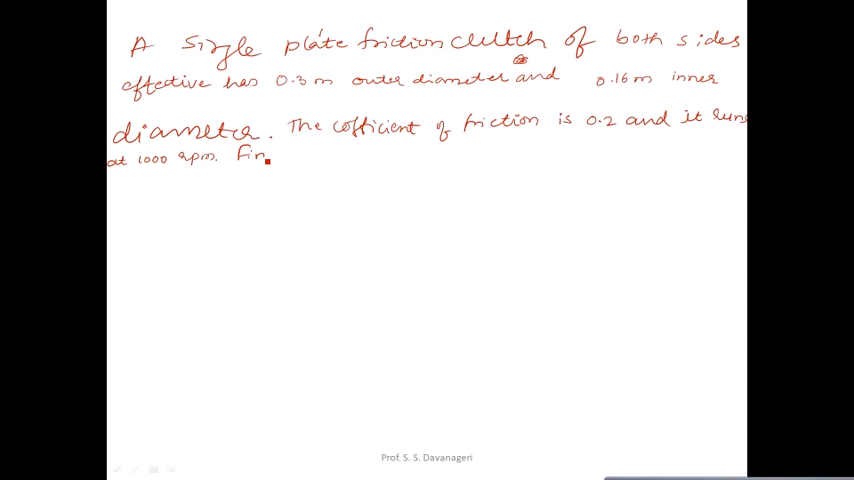 A single plate friction clutch of both sides
effective has 0.3 m outer diameter and 0.16 m inner
diameter. The cofficient of friction is 0.2 and it runs
at 1000 rpm. Fin
Prof. S. S. Davanageri